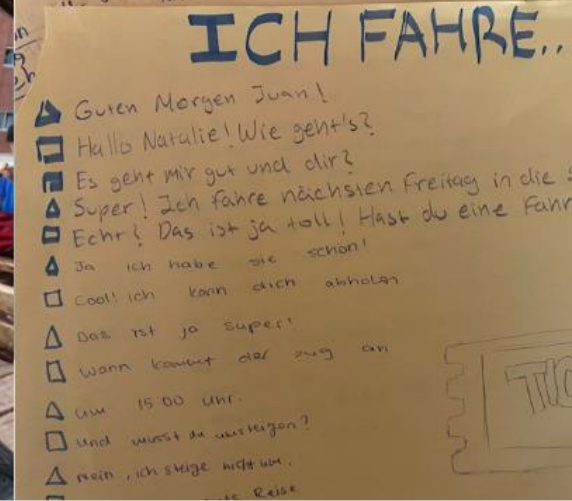 ICH FAHRE..
Guten Morgen Juan!
Hallo Natalie! Wie geht's?
Es geht mir gut und dir?
Super! Ich fahre nächsten Freitag in die S
Echt? Das ist ja toll! Hast du eine Fahr
Ja ich habe sie schon!
Cool! ich kann dich abholen
Das ist ja super!
wann kommt der zug an
um 15:00 Uhr.
Und musst du umsteigen?
Nein, ich steige nicht um.
Reise
TIC